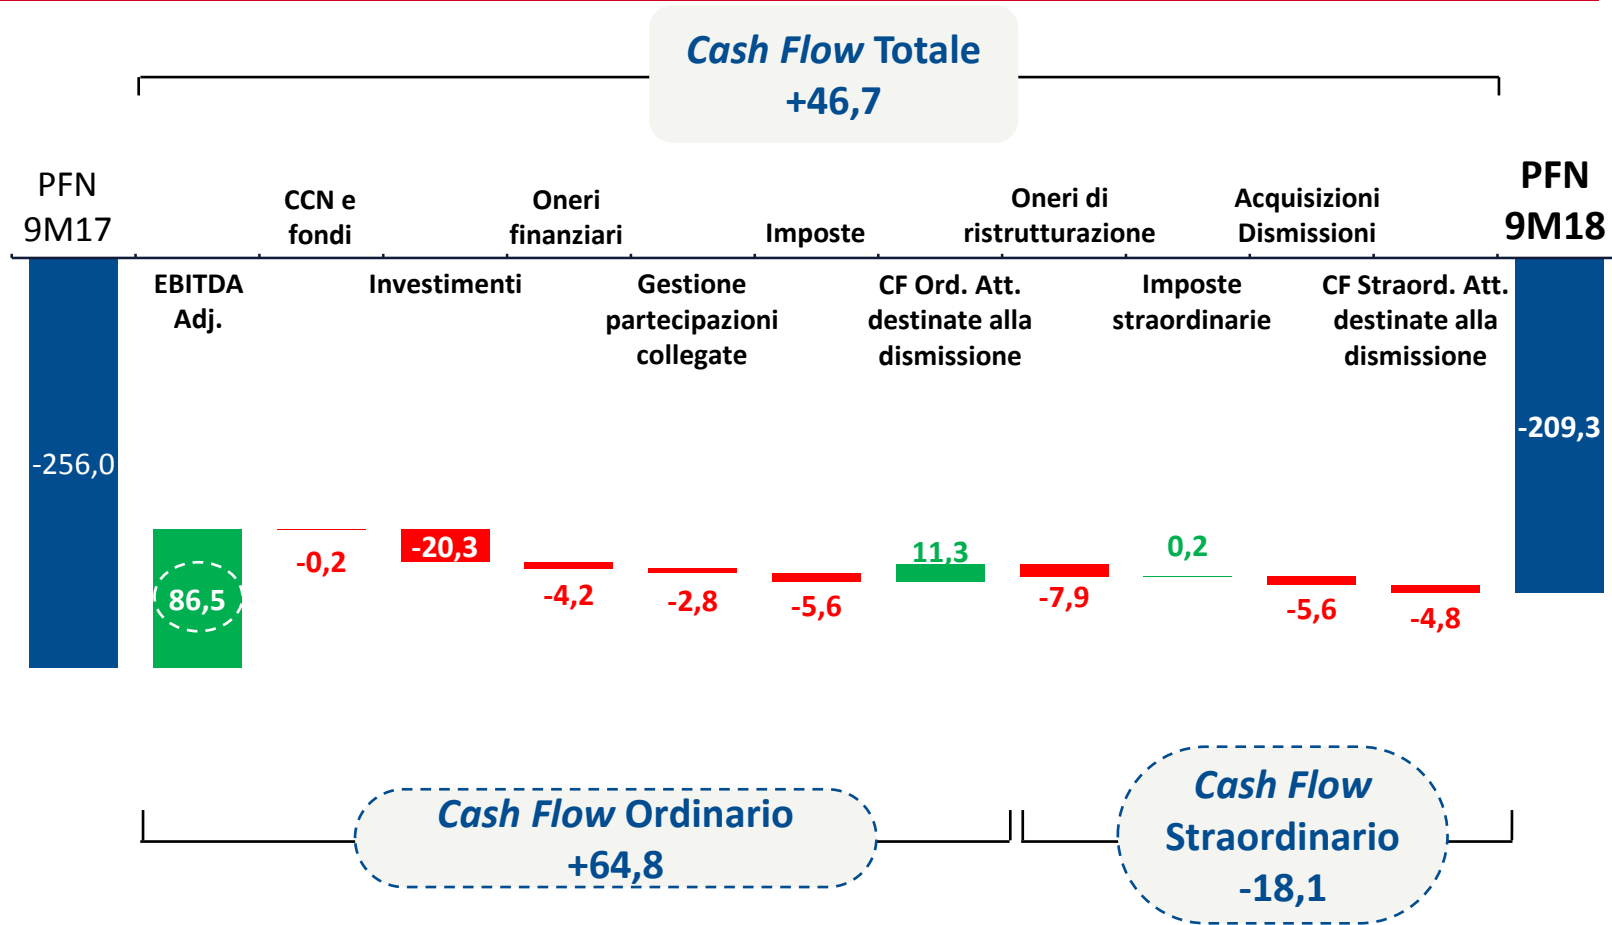 Cash Flow Totale
+46,7
PFN
9M17
CCN e
fondi
Oneri
finanziari
Imposte
Oneri di
ristrutturazione
Acquisizioni
Dismissioni
PFN
9M18
EBITDA
Adj.
Investimenti
Gestione
partecipazioni
collegate
CF Ord. Att.
destinate alla
dismissione
Imposte
straordinarie
CF Straord. Att.
destinate alla
dismissione
-256,0
86,5
-0,2
-20,3
-4,2
-2,8
-5,6
11,3
-7,9
0,2
-5,6
-4,8
-209,3
Cash Flow Ordinario
+64,8
Cash Flow
Straordinario
-18,1